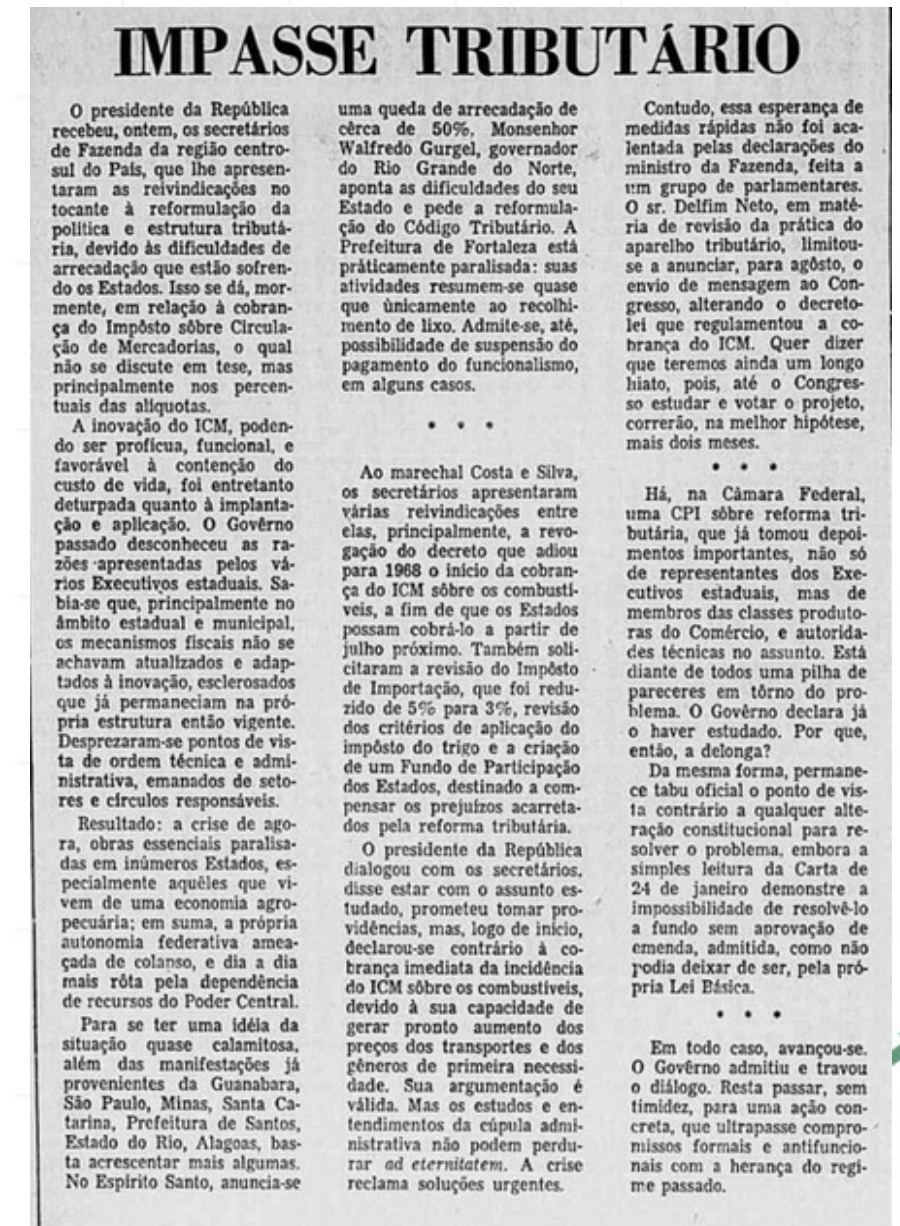 IMPASSE TRIBUTÁRIO
O presidente da República
recebeu, ontem, os secretários
de Fazenda da região centro-
sul do País, que lhe apresen-
taram as reivindicações no
tocante à reformulação da
política e estrutura tributá-
ria, devido às dificuldades de
arrecadação que estão sofren-
do os Estados. Isso se dá, mor-
mente, em relação à cobran-
ça do Impôsto sôbre Circula-
ção de Mercadorias, o qual
não se discute em tese, mas
principalmente nos percen-
tuais das alíquotas.
A inovação do ICM, poden-
do ser profícua, funcional, e
favorável à contenção do
custo de vida, foi entretanto
deturpada quanto à implanta-
ção e aplicação. O Govêrno
passado desconheceu as ra-
zões apresentadas pelos vá-
rios Executivos estaduais. Sa-
bia-se que, principalmente no
âmbito estadual e municipal,
os mecanismos fiscais não se
achavam atualizados e adap-
tados à inovação, esclerosados
que já permaneciam na pró-
pria estrutura então vigente.
Desprezaram-se pontos de vis-
ta de ordem técnica e admi-
nistrativa, emanados de seto-
res e círculos responsáveis.
Resultado: a crise de ago-
ra, obras essenciais paralisa-
das em inúmeros Estados, es-
pecialmente aquêles que vi-
vem de uma economia agro-
pecuária; em suma, a própria
autonomia federativa amea-
çada de colapso, e dia a dia
mais rôta pela dependência
de recursos do Poder Central.
Para se ter uma idéia da
situação quase calamitosa,
além das manifestações já
provenientes da Guanabara,
São Paulo, Minas, Santa Ca-
tarina, Prefeitura de Santos,
Estado do Rio, Alagoas, bas-
ta acrescentar mais algumas.
No Espírito Santo, anuncia-se
uma queda de arrecadação de
cêrca de 50%. Monsenhor
Walfredo Gurgel, governador
do Rio Grande do Norte,
aponta as dificuldades do seu
Estado e pede a reformula-
ção do Código Tributário. A
Prefeitura de Fortaleza está
pràticamente paralisada: suas
atividades resumem-se quase
que ùnicamente ao recolhi-
mento de lixo. Admite-se, até,
possibilidade de suspensão do
pagamento do funcionalismo,
em alguns casos.
* * *
Ao marechal Costa e Silva,
os secretários apresentaram
várias reivindicações entre
elas, principalmente, a revo-
gação do decreto que adiou
para 1968 o início da cobran-
ça do ICM sôbre os combustí-
veis, a fim de que os Estados
possam cobrá-lo a partir de
julho próximo. Também soli-
citaram a revisão do Impôsto
de Importação, que foi redu-
zido de 5% para 3%, revisão
dos critérios de aplicação do
impôsto do trigo e a criação
de um Fundo de Participação
dos Estados, destinado a com-
pensar os prejuízos acarreta-
dos pela reforma tributária.
O presidente da República
dialogou com os secretários,
disse estar com o assunto es-
tudado, prometeu tomar pro-
vidências, mas, logo de início,
declarou-se contrário à co-
brança imediata da incidência
do ICM sôbre os combustíveis,
devido à sua capacidade de
gerar pronto aumento dos
preços dos transportes e dos
gêneros de primeira necessi-
dade. Sua argumentação é
válida. Mas os estudos e en-
tendimentos da cúpula admi-
nistrativa não podem perdu-
rar ad eternitatem. A crise
reclama soluções urgentes.
Contudo, essa esperança de
medidas rápidas não foi aca-
lentada pelas declarações do
ministro da Fazenda, feita a
um grupo de parlamentares.
O sr. Delfim Neto, em maté-
ria de revisão da prática do
aparelho tributário, limitou-
se a anunciar, para agôsto, o
envio de mensagem ao Con-
gresso, alterando o decreto-
lei que regulamentou a co-
brança do ICM. Quer dizer
que teremos ainda um longo
hiato, pois, até o Congres-
so estudar e votar o projeto,
correrão, na melhor hipótese,
mais dois meses.
* * *
Há, na Câmara Federal,
uma CPI sôbre reforma tri-
butária, que já tomou depoi-
mentos importantes, não só
de representantes dos Exe-
cutivos estaduais, mas de
membros das classes produto-
ras do Comércio, e autorida-
des técnicas no assunto. Está
diante de todos uma pilha de
pareceres em tôrno do pro-
blema. O Govêrno declara já
o haver estudado. Por que,
então, a delonga?
Da mesma forma, permane-
ce tabu oficial o ponto de vis-
ta contrário a qualquer alte-
ração constitucional para re-
solver o problema, embora a
simples leitura da Carta de
24 de janeiro demonstre a
impossibilidade de resolvê-lo
a fundo sem aprovação de
emenda, admitida, como não
podia deixar de ser, pela pró-
pria Lei Básica.
* * *
Em todo caso, avançou-se.
O Govêrno admitiu e travou
o diálogo. Resta passar, sem
timidez, para uma ação con-
creta, que ultrapasse compro-
missos formais e antifuncio-
nais com a herança do regi-
me passado.